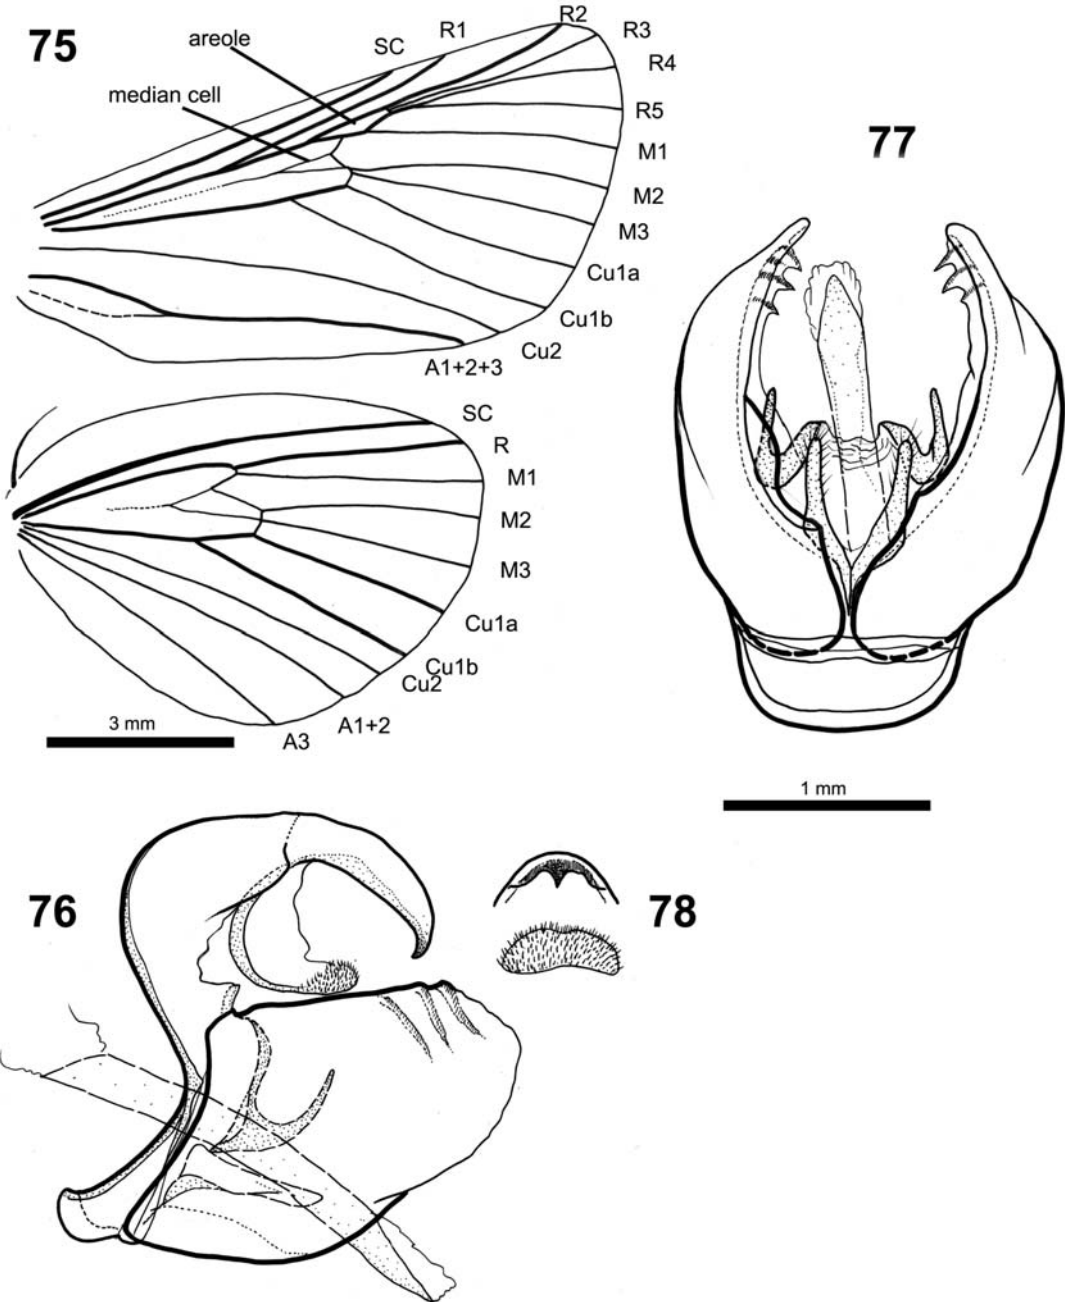 75
areole
median cell
SC
R1
R2
R3
R4
R5
M1
M2
M3
Cu1a
Cu1b
Cu2
A1+2+3
SC
R
M1
M2
M3
Cu1a
Cu1b
Cu2
A1+2
A3
3 mm
77
1 mm
76
78